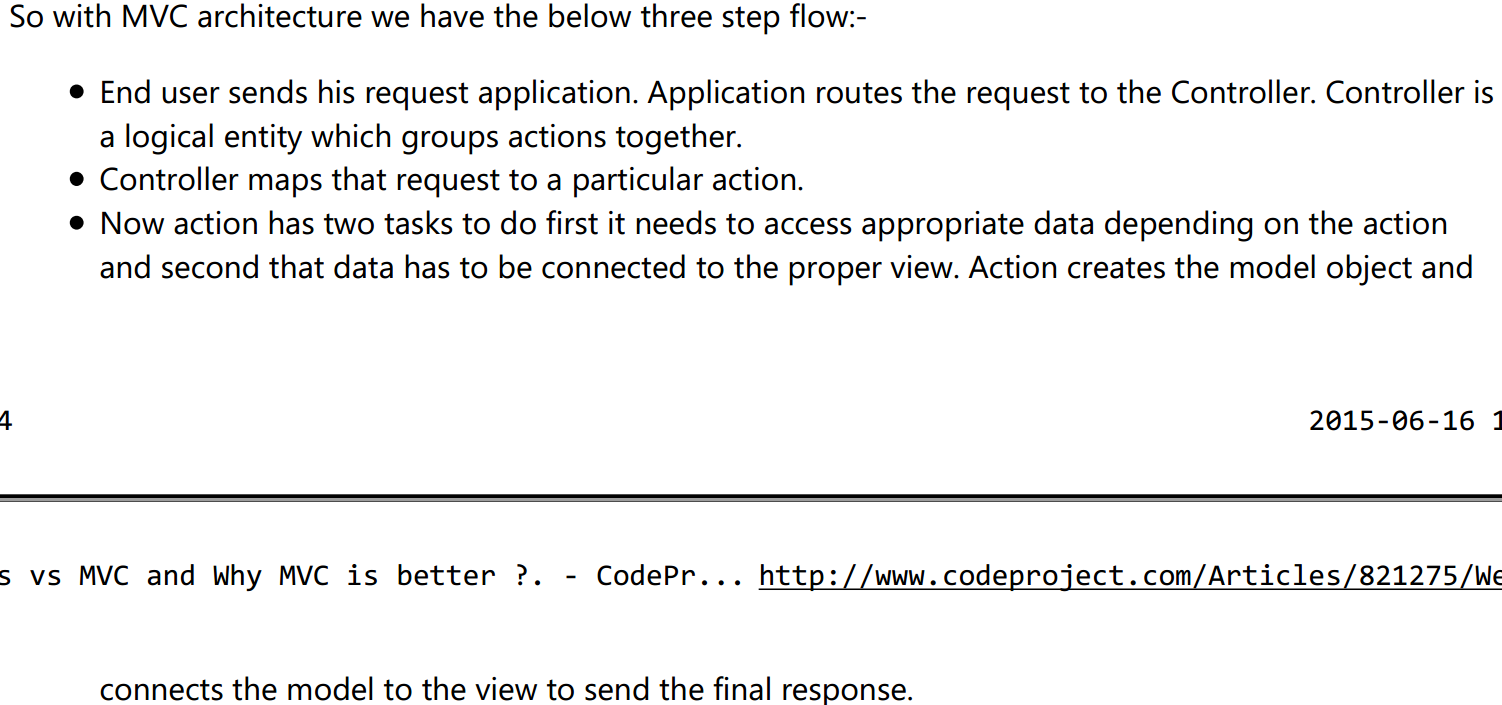 So with MVC architecture we have the below three step flow:-
● End user sends his request application. Application routes the request to the Controller. Controller is
a logical entity which groups actions together.
● Controller maps that request to a particular action.
● Now action has two tasks to do first it needs to access appropriate data depending on the action
and second that data has to be connected to the proper view. Action creates the model object and
4 2015-06-16 1
s vs MVC and Why MVC is better ?. - CodePr... http://www.codeproject.com/Articles/821275/We
connects the model to the view to send the final response.